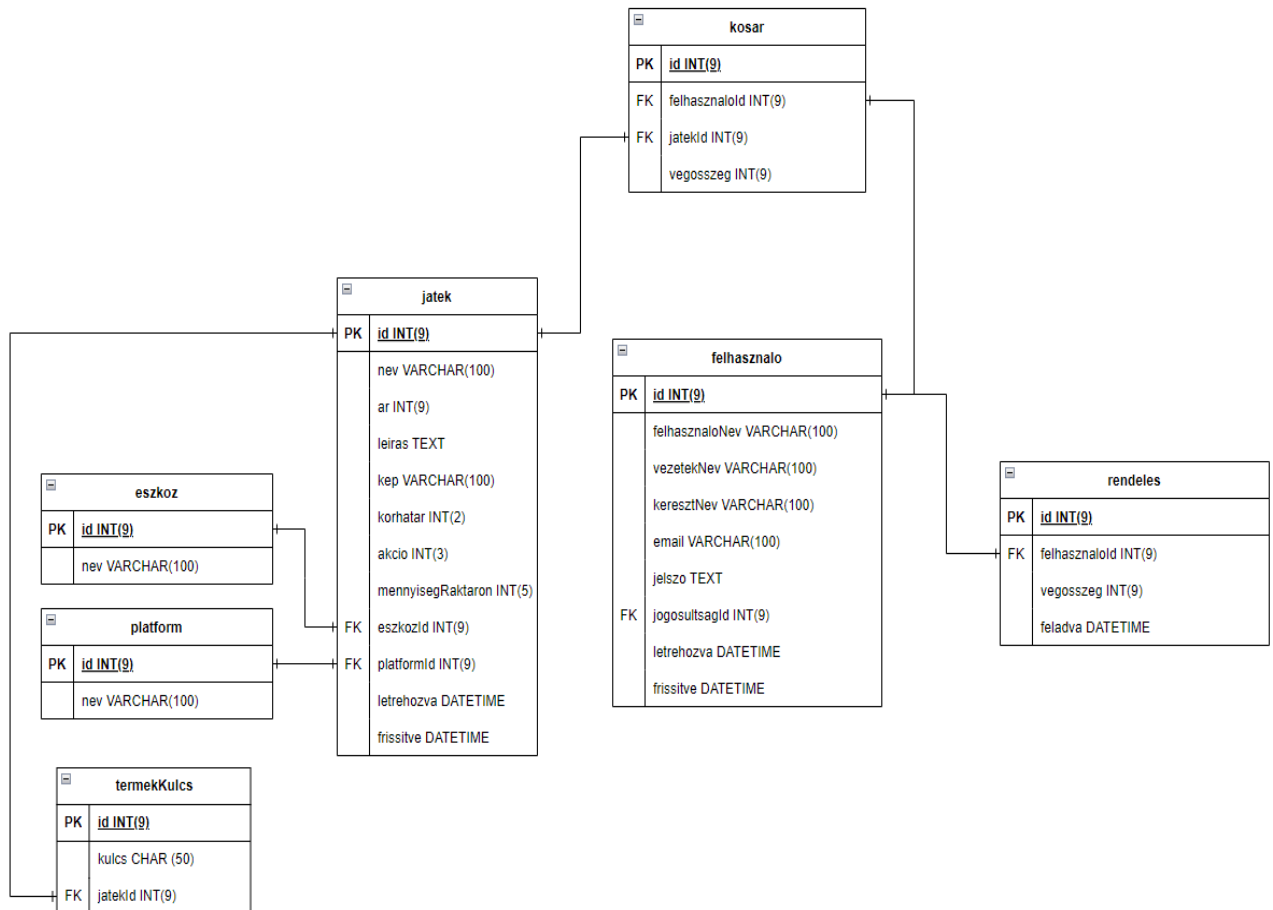 kosar
PK id INT(9)
FK felhasznaloId INT(9)
FK jatekId INT(9)
vegosszeg INT(9)
jatek
PK id INT(9)
nev VARCHAR(100)
ar INT(9)
leiras TEXT
kep VARCHAR(100)
korhatar INT(2)
akcio INT(3)
mennyisegRaktaron INT(5)
FK eszkozId INT(9)
FK platformId INT(9)
letrehozva DATETIME
frissitve DATETIME
felhasznalo
PK id INT(9)
felhasznaloNev VARCHAR(100)
vezetekNev VARCHAR(100)
keresztNev VARCHAR(100)
email VARCHAR(100)
jelszo TEXT
FK jogosultsagId INT(9)
letrehozva DATETIME
frissitve DATETIME
rendeles
PK id INT(9)
FK felhasznaloId INT(9)
vegosszeg INT(9)
feladva DATETIME
eszkoz
PK id INT(9)
nev VARCHAR(100)
platform
PK id INT(9)
nev VARCHAR(100)
termekKulcs
PK id INT(9)
kulcs CHAR (50)
FK jatekId INT(9)